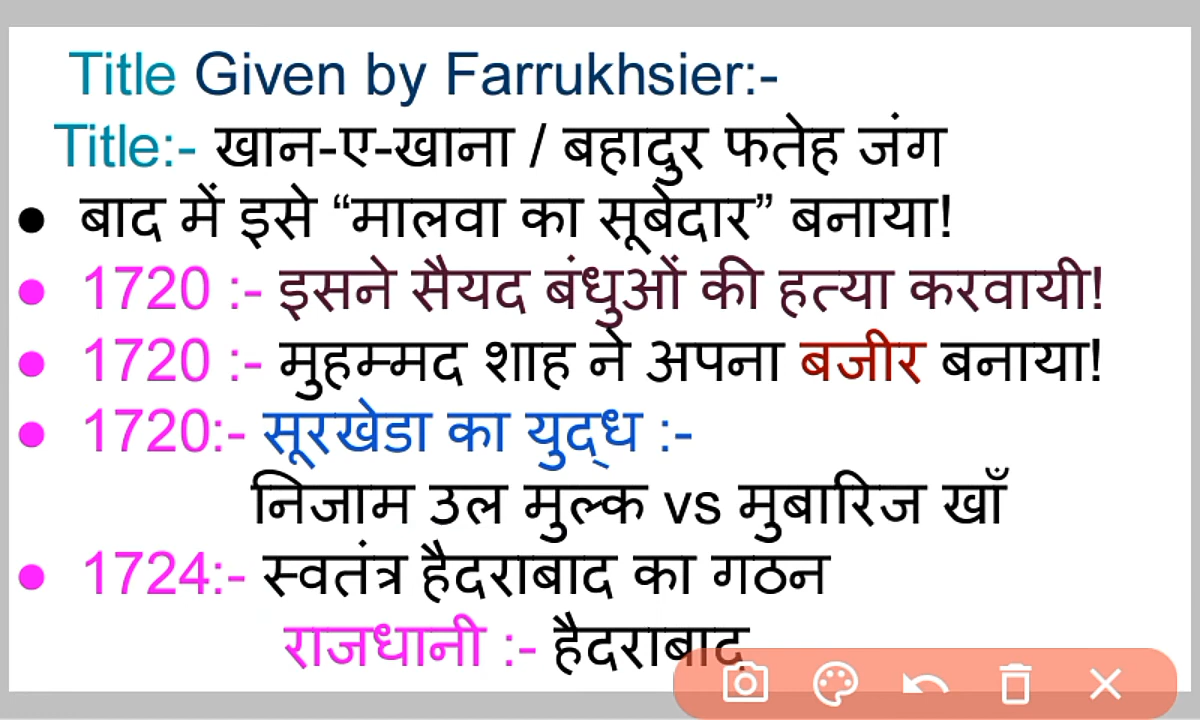 Title Given by Farrukhsier:-
Title:- खान-ए-खाना / बहादुर फतेह जंग
● बाद में इसे “मालवा का सूबेदार” बनाया!
● 1720 :- इसने सैयद बंधुओं की हत्या करवायी!
● 1720 :- मुहम्मद शाह ने अपना बजीर बनाया!
● 1720:- सूरखेडा का युद्ध :-
निजाम उल मुल्क vs मुबारिज खाँ
● 1724:- स्वतंत्र हैदराबाद का गठन
राजधानी :- हैदराबाद